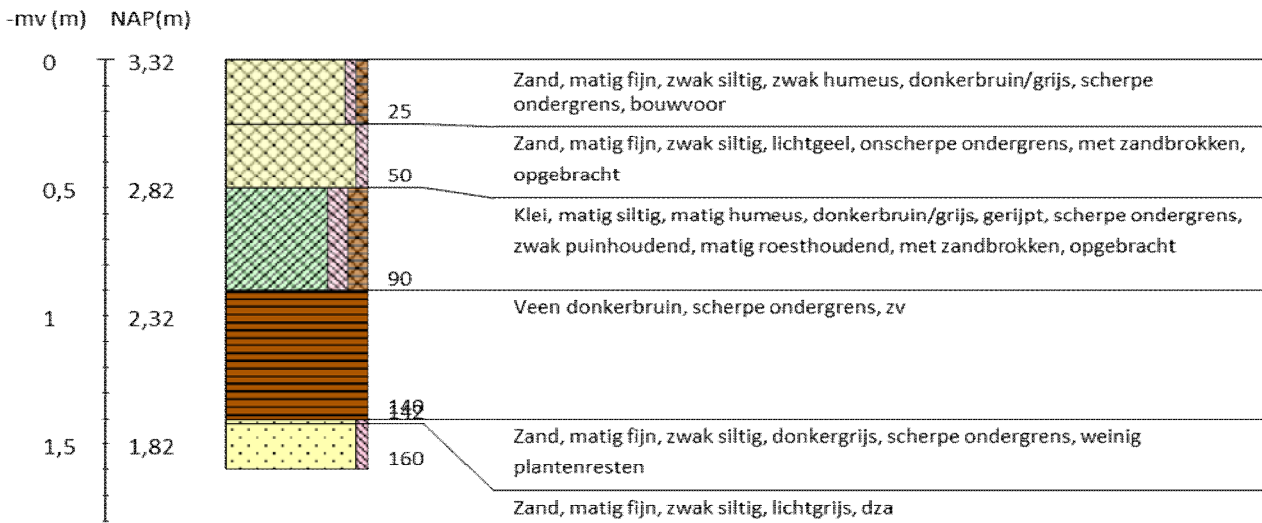 -mv (m) NAP(m)
0 3,32
Zand, matig fijn, zwak siltig, zwak humeus, donkerbruin/grijs, scherpe
ondergrens, bouwvoor
25
Zand, matig fijn, zwak siltig, lichtgeel, onscherpe ondergrens, met zandbrokken,
opgebracht
50
0,5 2,82
Klei, matig siltig, matig humeus, donkerbruin/grijs, gerijpt, scherpe ondergrens,
zwak puinhoudend, matig roesthoudend, met zandbrokken, opgebracht
90
Veen donkerbruin, scherpe ondergrens, zv
1 2,32
140
142
Zand, matig fijn, zwak siltig, donkergrijs, scherpe ondergrens, weinig
plantenresten
1,5 1,82
160
Zand, matig fijn, zwak siltig, lichtgrijs, dza